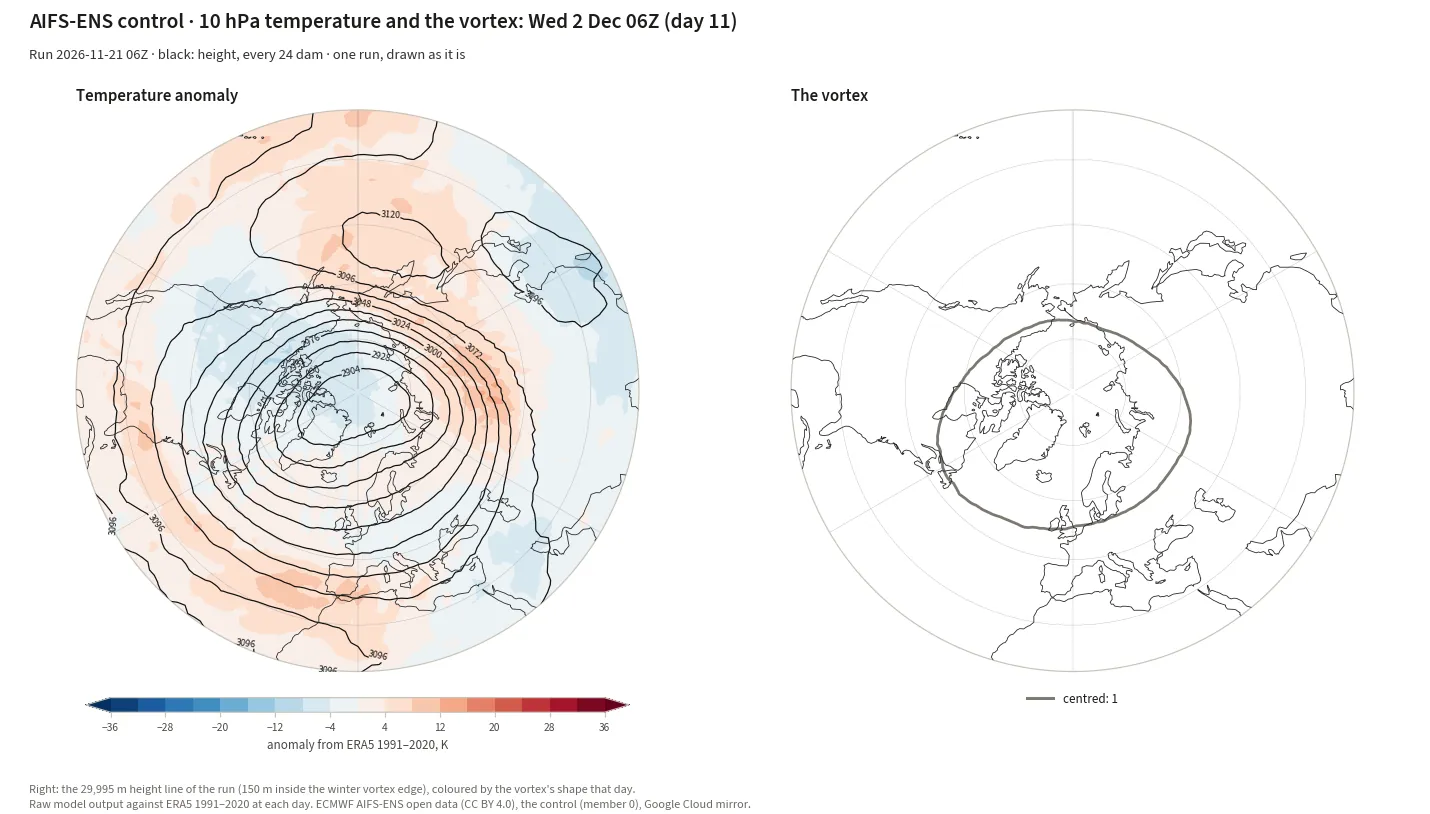 AIFS-ENS control · 10 hPa temperature and the vortex: Wed 2 Dec 06Z (day 11)
Run 2026-11-21 06Z · black: height, every 24 dam · one run, drawn as it is
Temperature anomaly
The vortex
3120
3096
3096
3048
3024
3000
3072
2976
2928
2904
3096
3096
3096
3096
3096
−36 −28 −20 −12 −4 4 12 20 28 36
anomaly from ERA5 1991–2020, K
centred: 1
Right: the 29,995 m height line of the run (150 m inside the winter vortex edge), coloured by the vortex's shape that day.
Raw model output against ERA5 1991–2020 at each day. ECMWF AIFS-ENS open data (CC BY 4.0), the control (member 0), Google Cloud mirror.